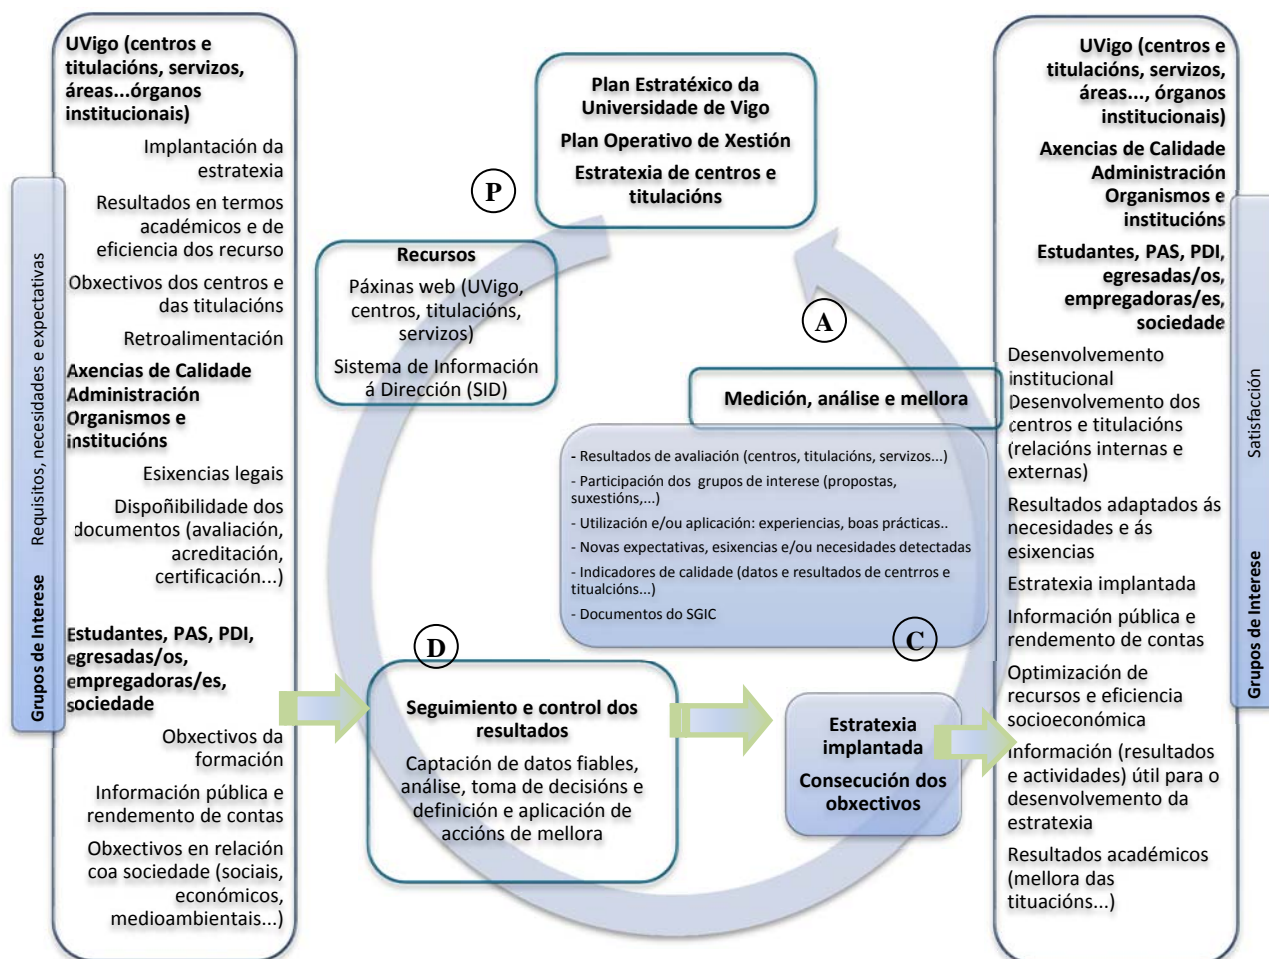 UVigo (centros e
titulacións, servizos,
áreas...órganos
institucionais)
Implantación da
estratexia
Resultados en termos
académicos e de
eficiencia dos recurso
Obxectivos dos centros e
das titulacións
Retroalimentación
Axencias de Calidade
Administración
Organismos e
institucións
Esixencias legais
Dispoñibilidade dos
documentos (avaliación,
acreditación,
certificación...)
Estudantes, PAS, PDI,
egresadas/os,
empregadoras/es,
sociedade
Obxectivos da
formación
Información pública e
rendemento de contas
Obxectivos en relación
coa sociedade (sociais,
económicos,
medioambientais...)
Grupos de Interese Requisitos, necesidades e expectativas
Plan Estratéxico da
Universidade de Vigo
Plan Operativo de Xestión
Estratexia de centros e
titulacións
P
Recursos
Páxinas web (UVigo,
centros, titulacións,
servizos)
Sistema de Información
á Dirección (SID)
A
Medición, análise e mellora
- Resultados de avaliación (centros, titulacións, servizos...)
- Participación dos grupos de interese (propostas,
suxestións,...)
- Utilización e/ou aplicación: experiencias, boas prácticas..
- Novas expectativas, esixencias e/ou necesidades detectadas
- Indicadores de calidade (datos e resultados de centrros e
titualcións...)
- Documentos do SGIC
D
C
Seguimiento e control dos
resultados
Captación de datos fiables,
análise, toma de decisións e
definición e aplicación de
accións de mellora
Estratexia
implantada
Consecución dos
obxectivos
UVigo (centros e
titulacións, servizos,
áreas..., órganos
institucionais)
Axencias de Calidade
Administración
Organismos e
institucións
Estudantes, PAS, PDI,
egresadas/os,
empregadoras/es,
sociedade
Desenvolvemento
institucional
Desenvolvemento dos
centros e titulacións
(relacións internas e
externas)
Resultados adaptados ás
necesidades e ás
esixencias
Estratexia implantada
Información pública e
rendemento de contas
Optimización de
recursos e eficiencia
socioeconómica
Información (resultados
e actividades) útil para o
desenvolvemento da
estratexia
Resultados académicos
(mellora das
tituacións...)
Grupos de Interese Satisfacción